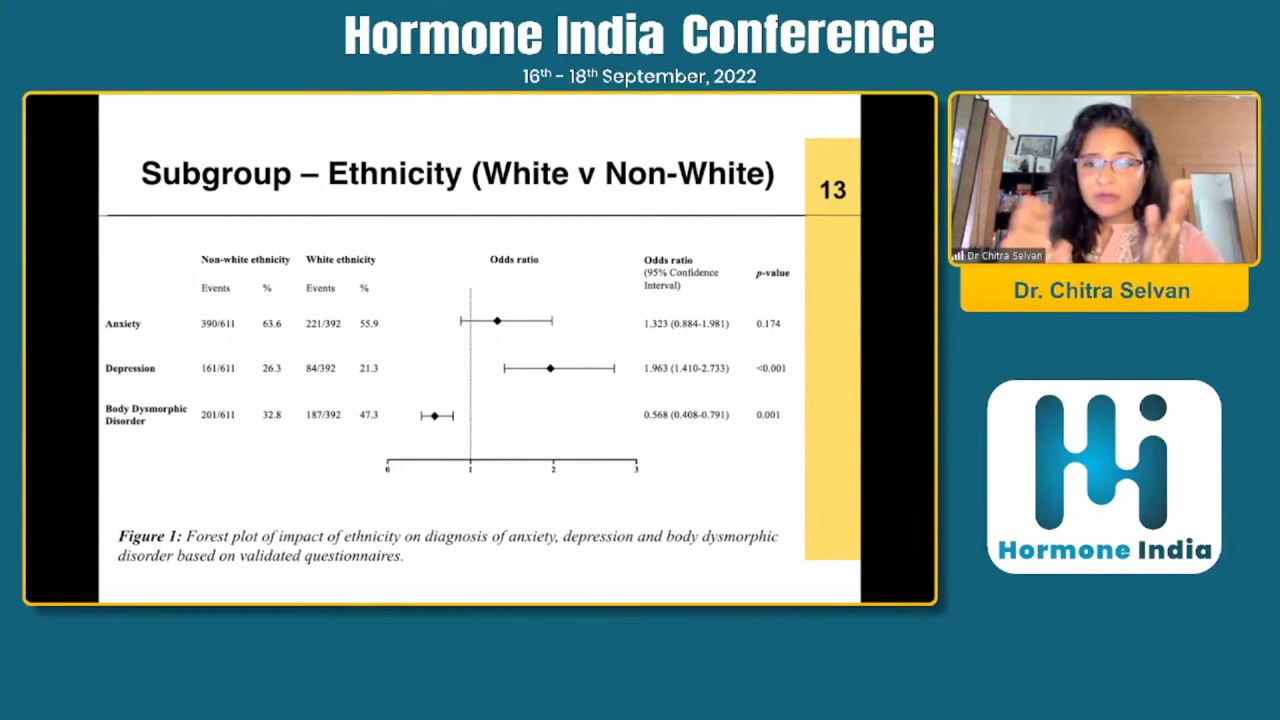 Hormone India Conference
16th - 18th September, 2022
Subgroup – Ethnicity (White v Non-White)
13
Non-white ethnicity White ethnicity Odds ratio Odds ratio (95% Confidence Interval) p-value
Events % Events %
Anxiety 390/611 63.6 221/392 55.9 1.323 (0.884-1.981) 0.174
Depression 161/611 26.3 84/392 21.3 1.963 (1.410-2.733) <0.001
Body Dysmorphic Disorder 201/611 32.8 187/392 47.3 0.568 (0.408-0.791) 0.001
0 1 2 3
Figure 1: Forest plot of impact of ethnicity on diagnosis of anxiety, depression and body dysmorphic
disorder based on validated questionnaires.
Dr Chitra Selvan
Dr. Chitra Selvan
Hormone India